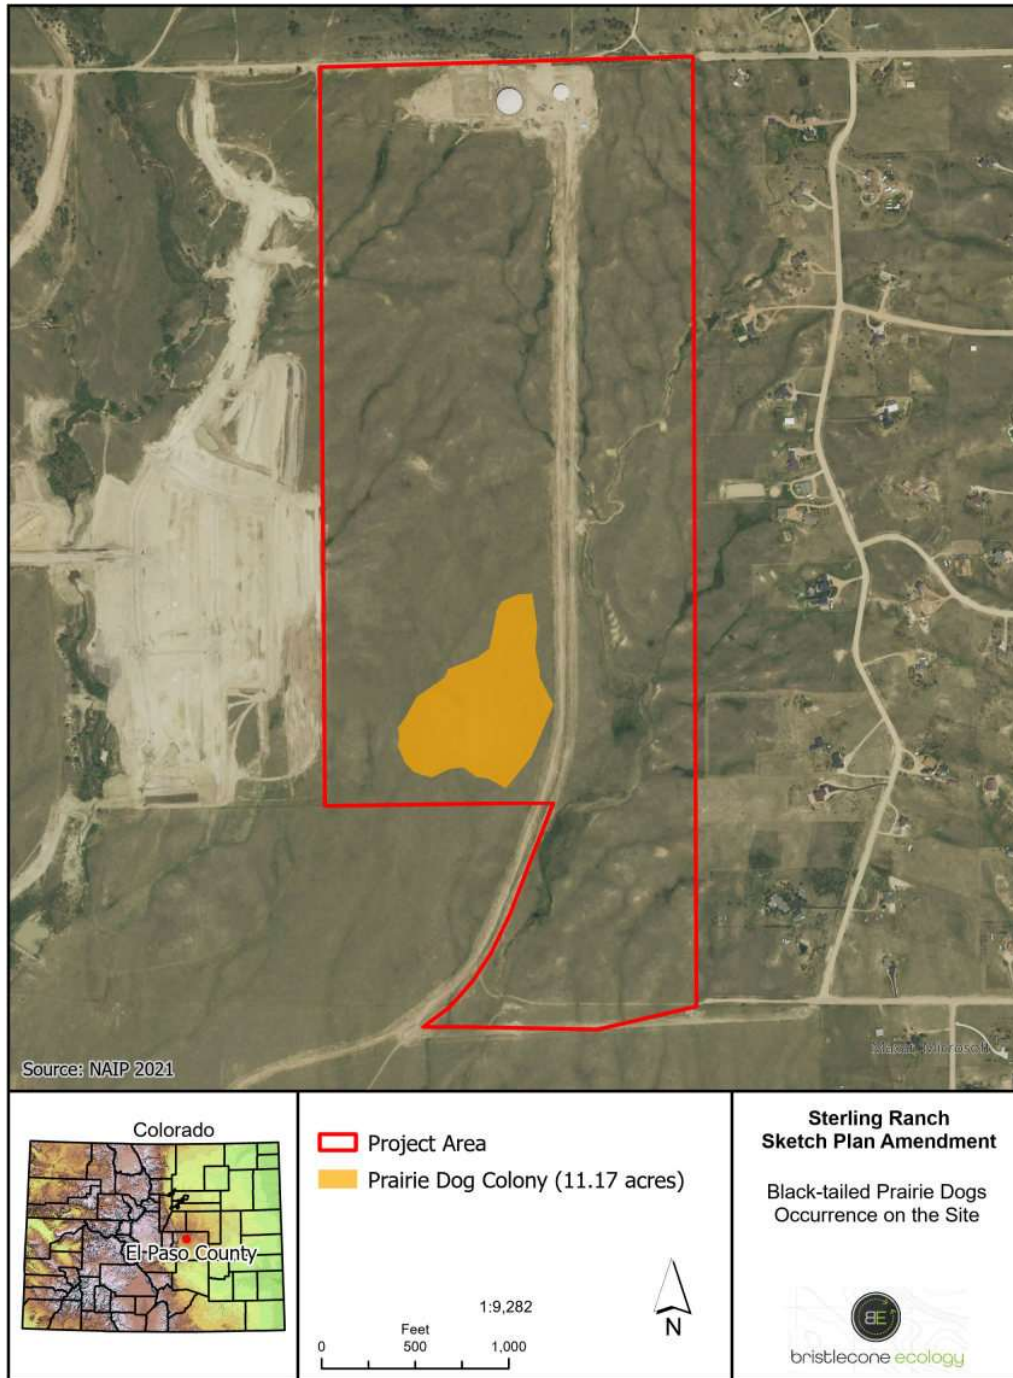 Source: NAIP 2021
Maxar, Microsoft
Colorado
El Paso County
Project Area
Prairie Dog Colony (11.17 acres)
1:9,282
Feet
0 500 1,000
N
Sterling Ranch
Sketch Plan Amendment
Black-tailed Prairie Dogs
Occurrence on the Site
BE
bristlecone ecology